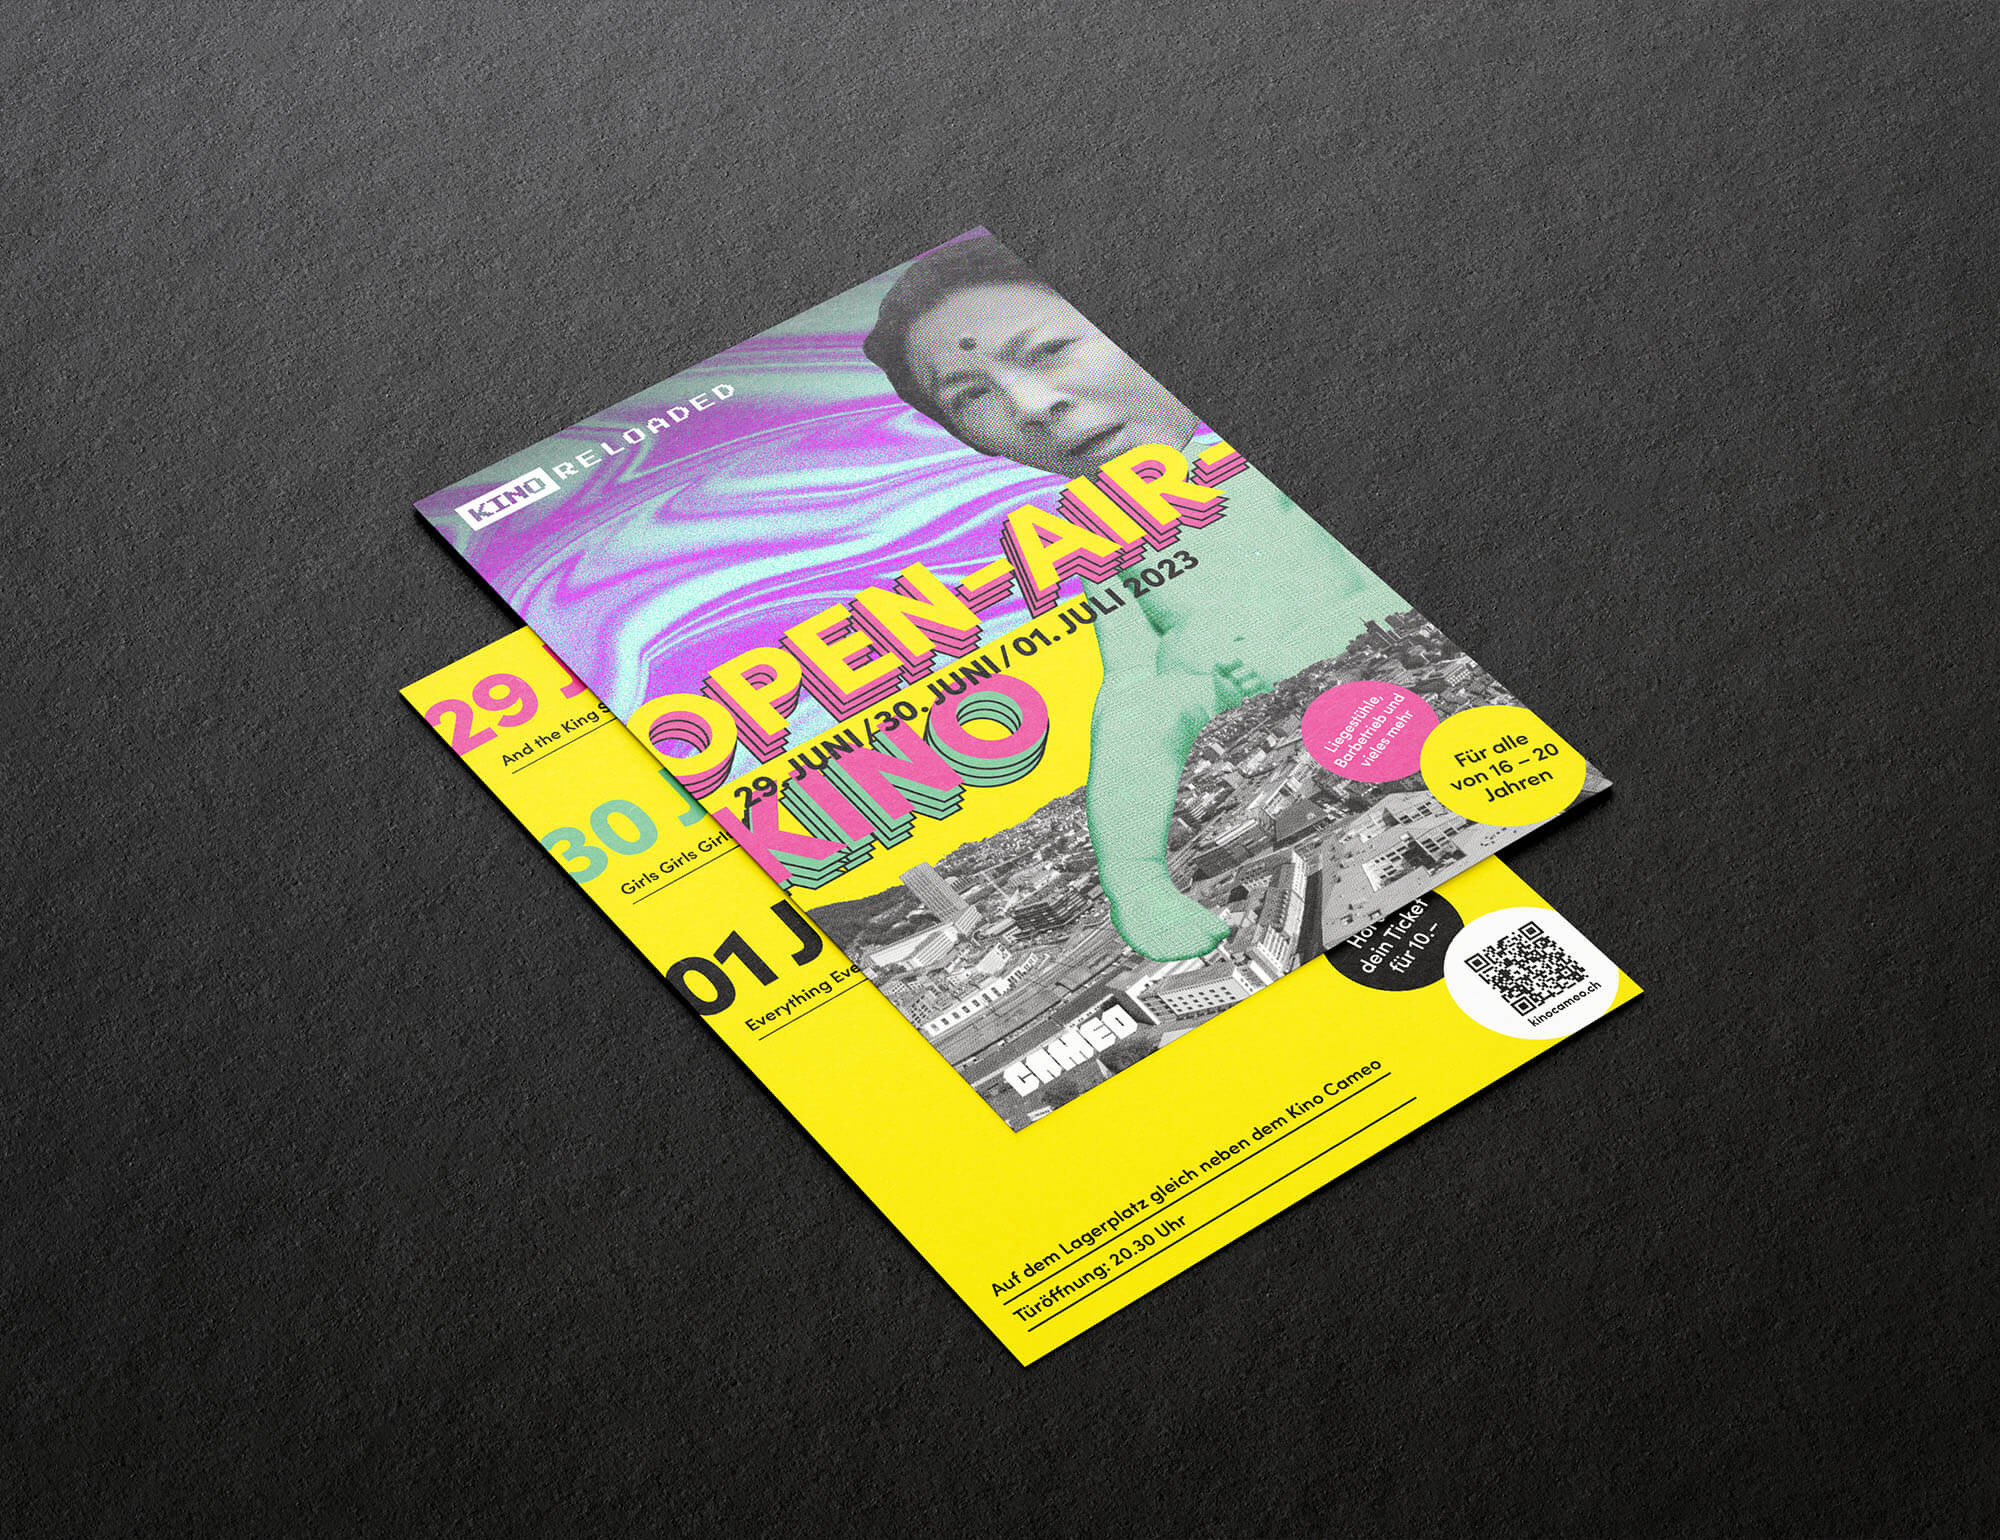 KINO RELOADED
OPEN-AIR-
29. JUNI / 30. JUNI / 01. JULI 2023
KINO
Liegestühle,
Barbetrieb und
vieles mehr
Für alle
von 16 – 20
Jahren
CAMEO
29 J
And the King S
30 J
Girls Girls Girl
01 J
Everything Eve
dein Ticket
für 10.–
kinocameo.ch
Auf dem Lagerplatz gleich neben dem Kino Cameo
Türöffnung: 20.30 Uhr